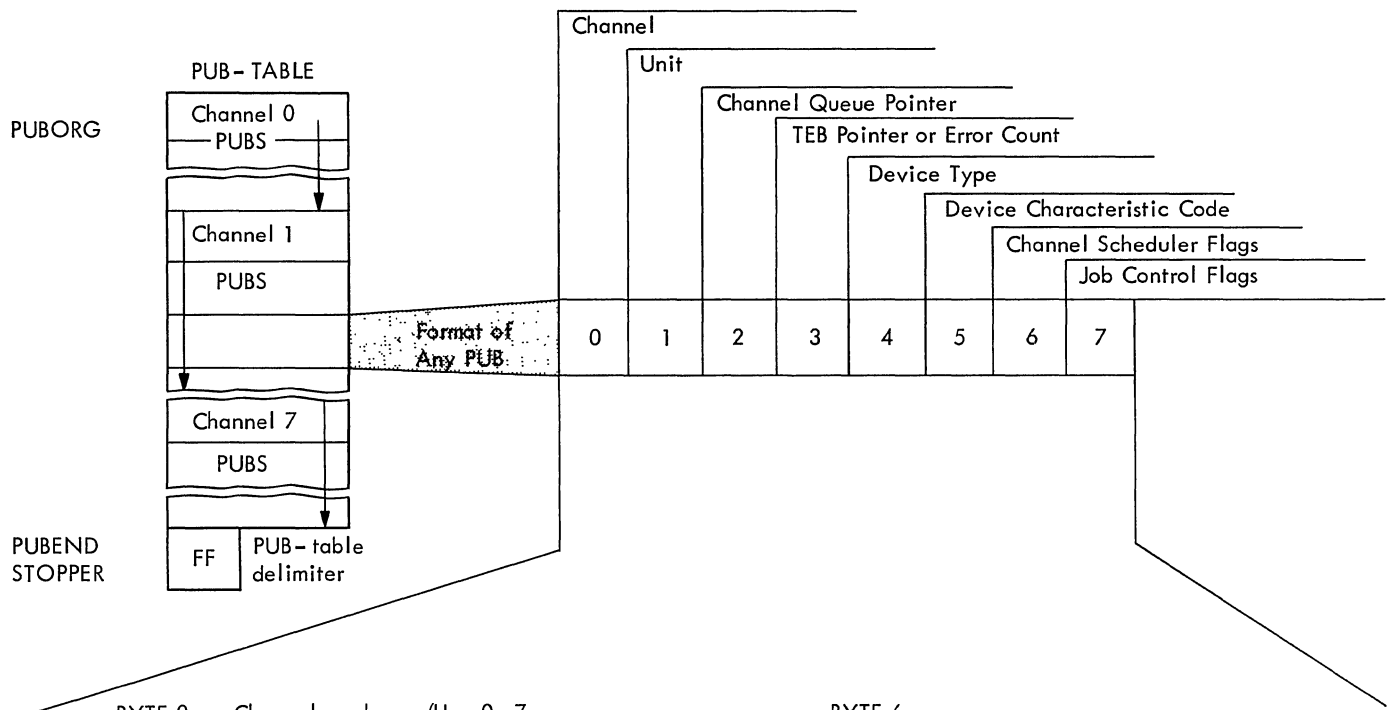 Channel
Unit
PUB-TABLE
Channel Queue Pointer
Channel 0
PUBORG
PUBS
TEB Pointer or Error Count
Device Type
Device Characteristic Code
Channel 1
Channel Scheduler Flags
PUBS
Job Control Flags
Format of
Any PUB
0 1 2 3 4 5 6 7
Channel 7
PUBS
PUBEND
STOPPER
FF
PUB-table
delimiter